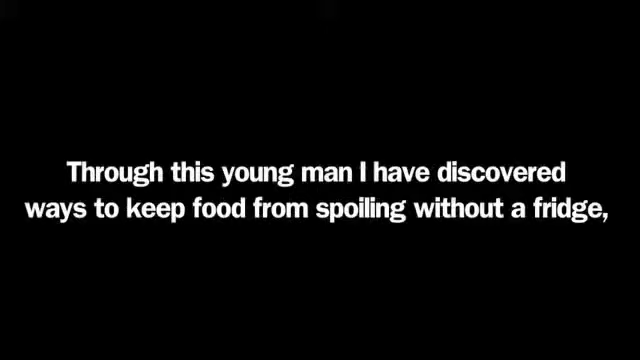 Through this young man I have discovered
ways to keep food from spoiling without a fridge,